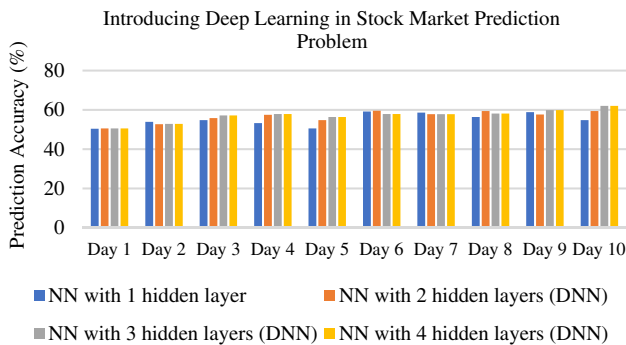 Introducing Deep Learning in Stock Market Prediction
Problem
Prediction Accuracy (%)
80
60
40
20
0
Day 1 Day 2 Day 3 Day 4 Day 5 Day 6 Day 7 Day 8 Day 9 Day 10
NN with 1 hidden layer NN with 2 hidden layers (DNN)
NN with 3 hidden layers (DNN) NN with 4 hidden layers (DNN)